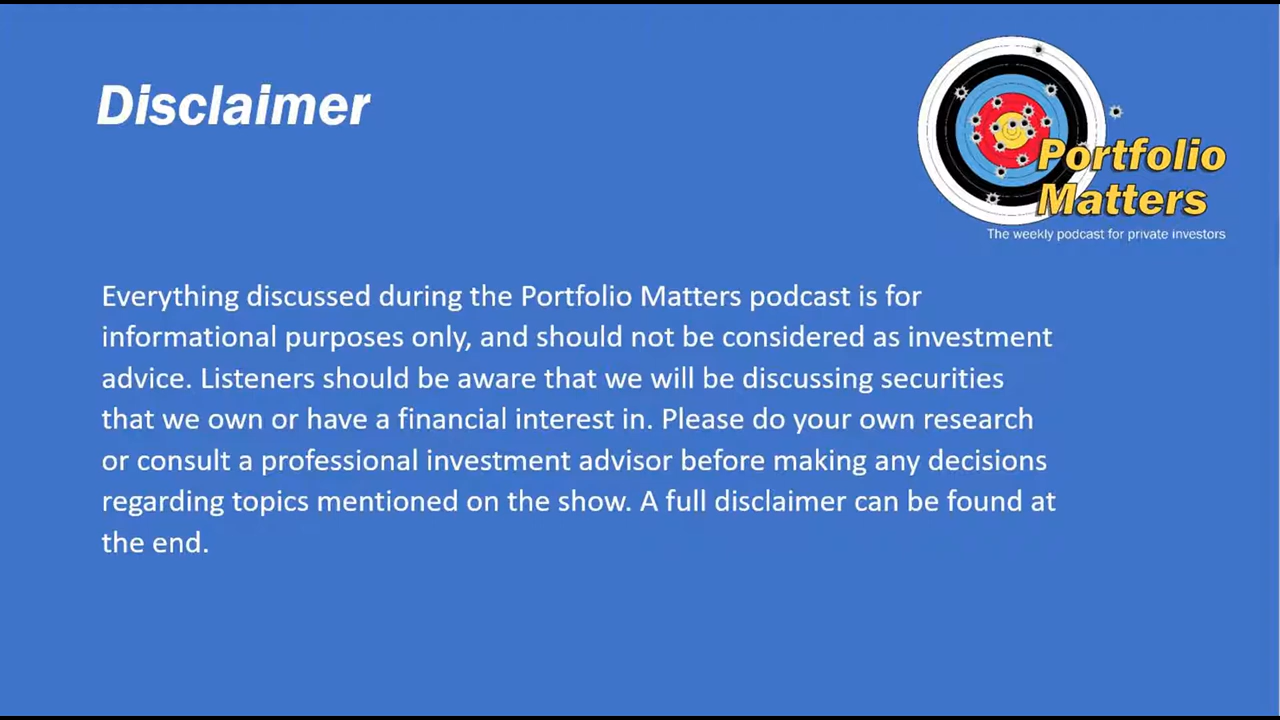 Disclaimer
Portfolio
Matters
The weekly podcast for private investors
Everything discussed during the Portfolio Matters podcast is for
informational purposes only, and should not be considered as investment
advice. Listeners should be aware that we will be discussing securities
that we own or have a financial interest in. Please do your own research
or consult a professional investment advisor before making any decisions
regarding topics mentioned on the show. A full disclaimer can be found at
the end.